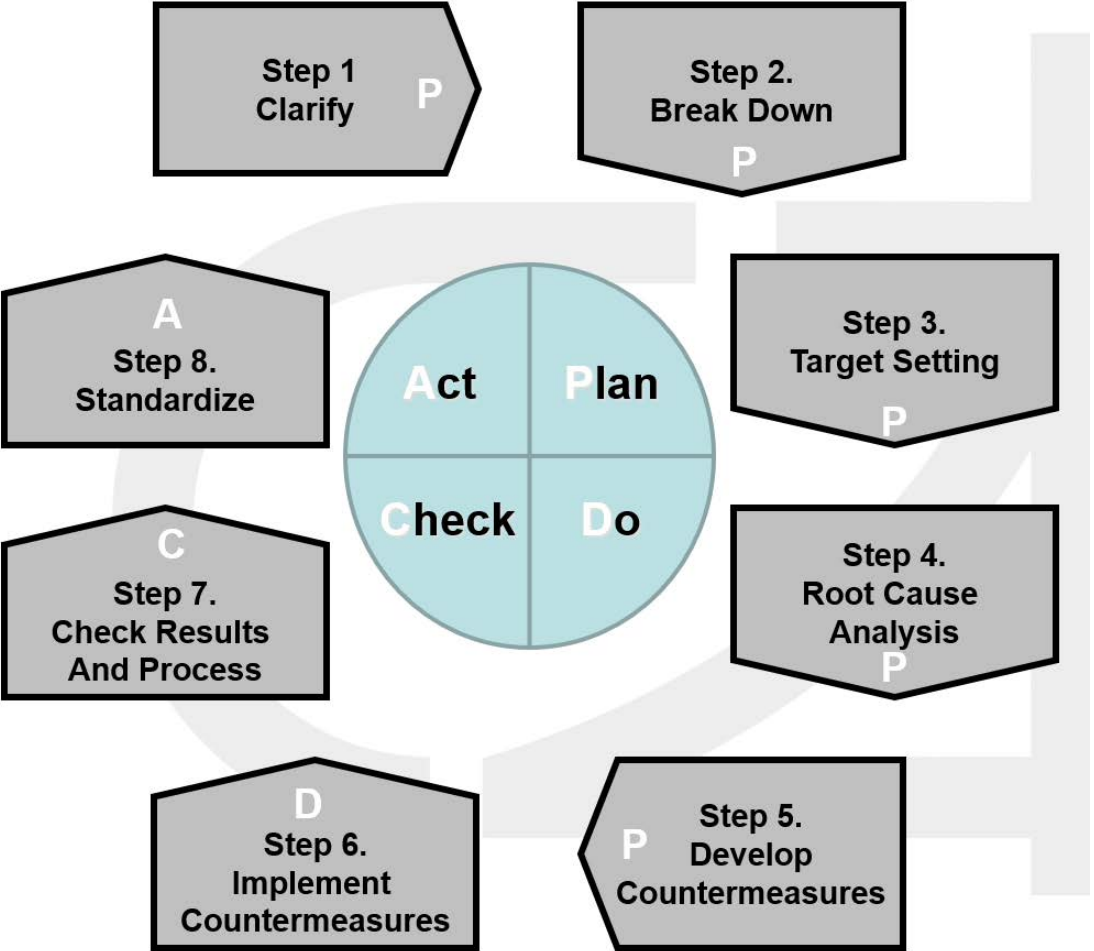 Step 1
Clarify
P
Step 2.
Break Down
P
Step 3.
Target Setting
P
Step 4.
Root Cause
Analysis
P
Step 5.
Develop
Countermeasures
P
D
Step 6.
Implement
Countermeasures
C
Step 7.
Check Results
And Process
A
Step 8.
Standardize
Act
Plan
Check
Do